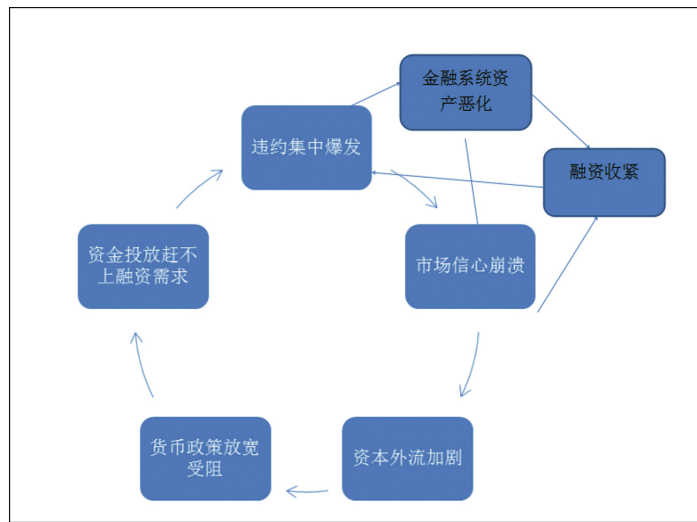 金融系统资
产恶化
违约集中爆发
融资收紧
资金投放赶不
上融资需求
市场信心崩溃
货币政策放宽
受阻
资本外流加剧